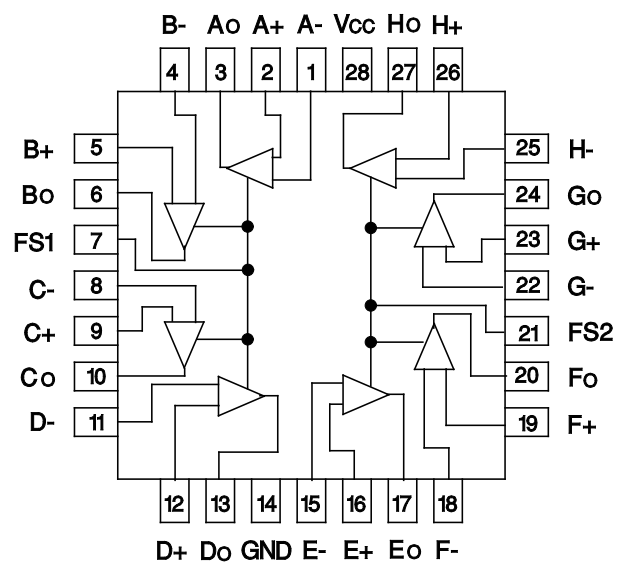 B- Ao A+ A- Vcc Ho H+
4 3 2 1 28 27 26
B+ 5 25 H-
Bo 6 24 Go
FS1 7 23 G+
C- 8 22 G-
C+ 9 21 FS2
Co 10 20 Fo
D- 11 19 F+
12 13 14 15 16 17 18
D+ Do GND E- E+ Eo F-